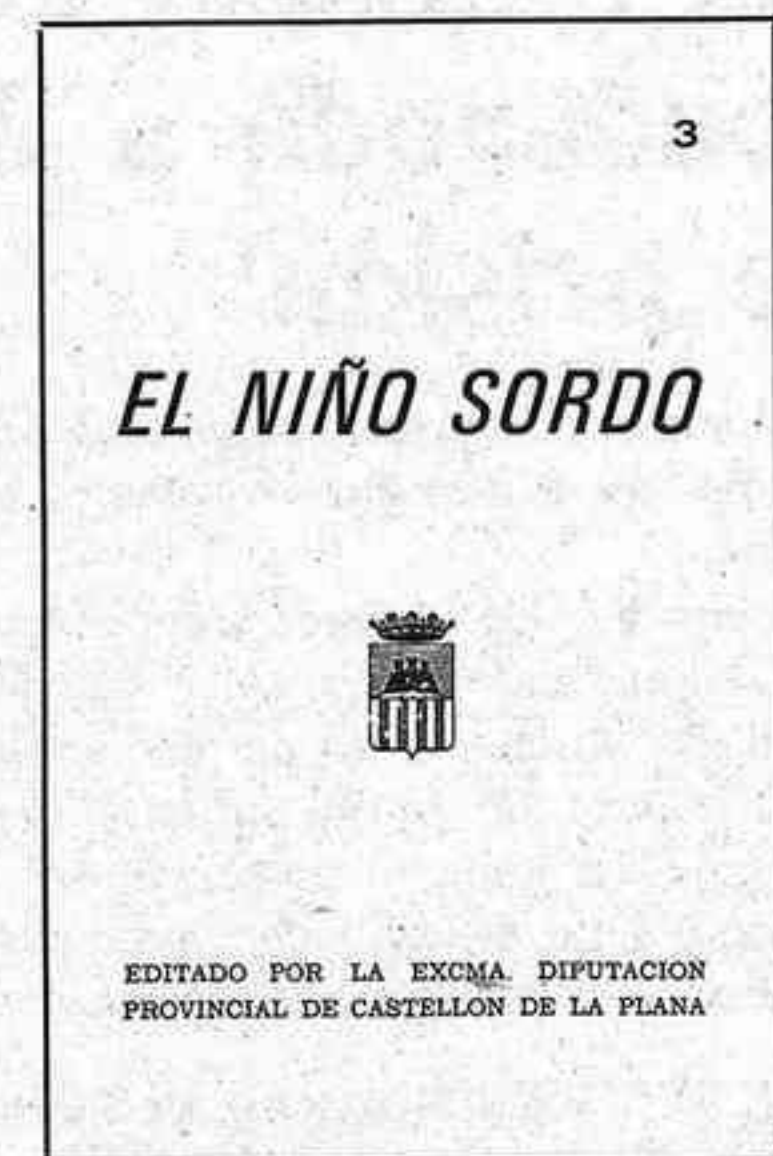 3
EL NIÑO SORDO
EDITADO POR LA EXCMA. DIPUTACION
PROVINCIAL DE CASTELLON DE LA PLANA